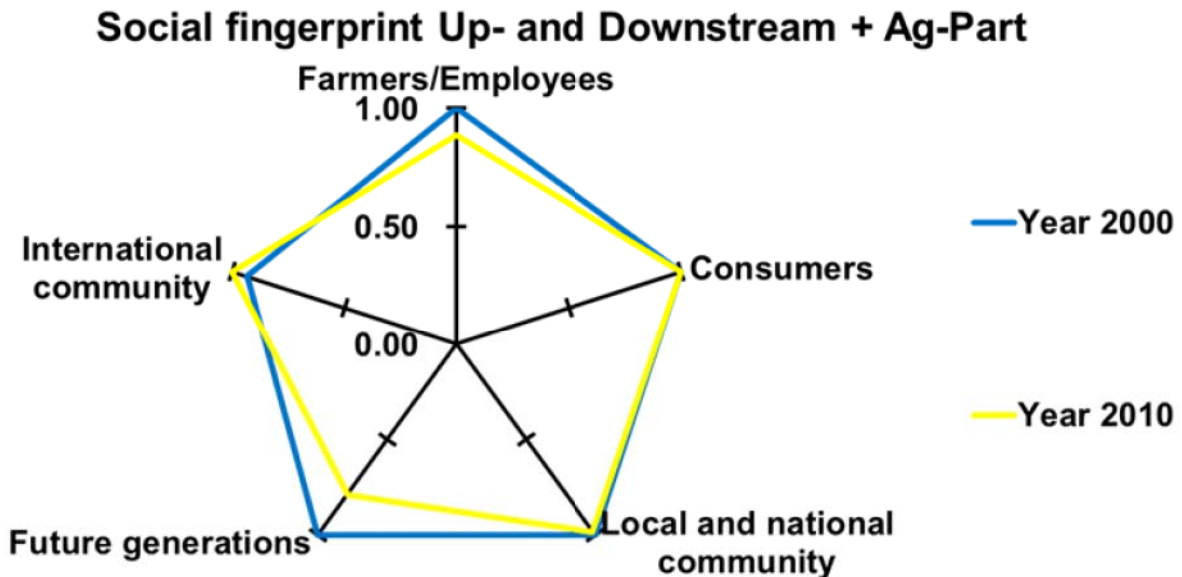 Social fingerprint Up- and Downstream + Ag-Part
Farmers/Employees
1.00
0.50
0.00
International
community
Consumers
Future generations
Local and national
community
Year 2000
Year 2010